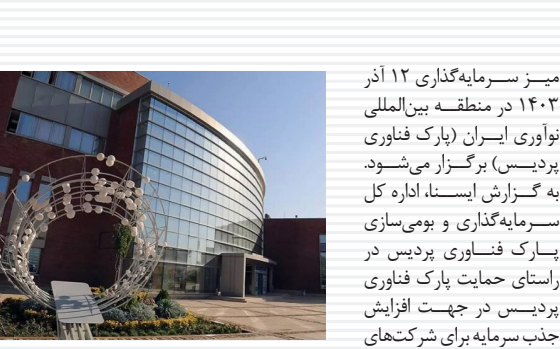 میز سرمایه‌گذاری ۱۲ آذر
۱۴۰۳ در منطقه بین‌المللی
نوآوری ایران (پارک فناوری
پردیس) برگزار می‌شود.
به گزارش ایسنا، اداره کل
سرمایه‌گذاری و بومی‌سازی
پارک فناوری پردیس در
راستای حمایت پارک فناوری
پردیس در جهت افزایش
جذب سرمایه برای شرکت‌های